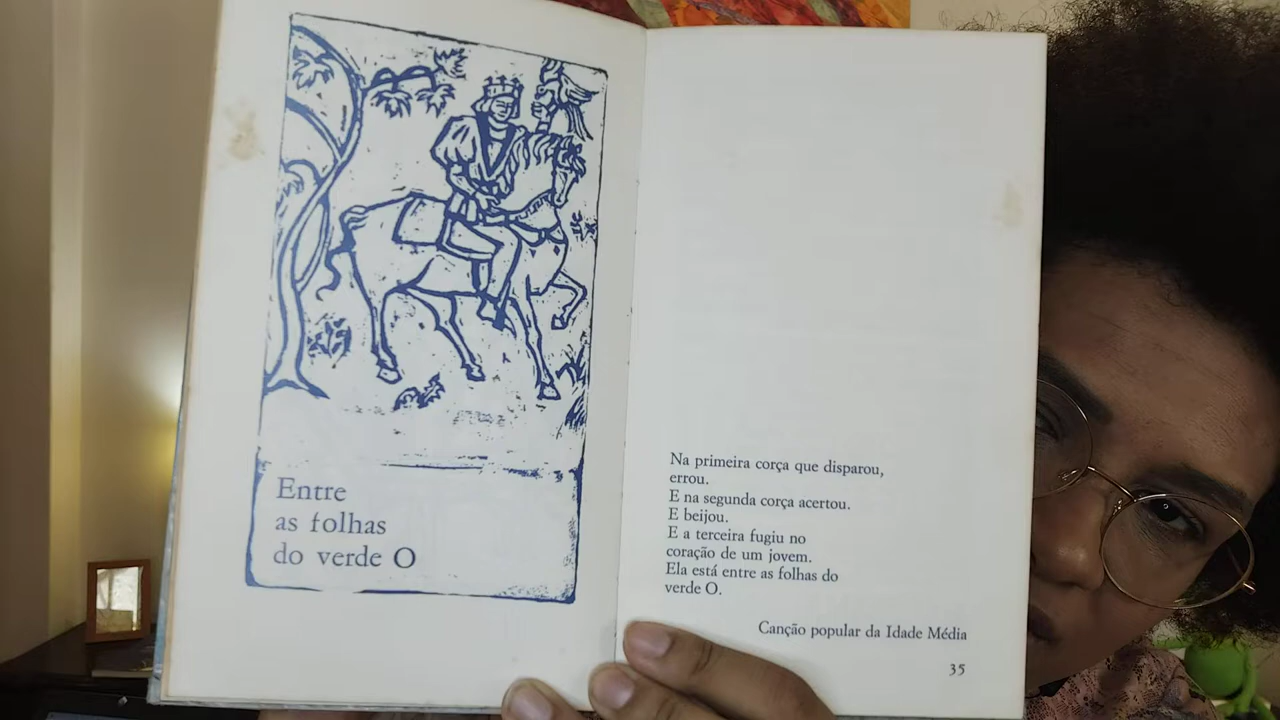 Entre
as folhas
do verde O
Na primeira corça que disparou,
errou.
E na segunda corça acertou.
E beijou.
E a terceira fugiu no
coração de um jovem.
Ela está entre as folhas do
verde O.
Canção popular da Idade Média
35